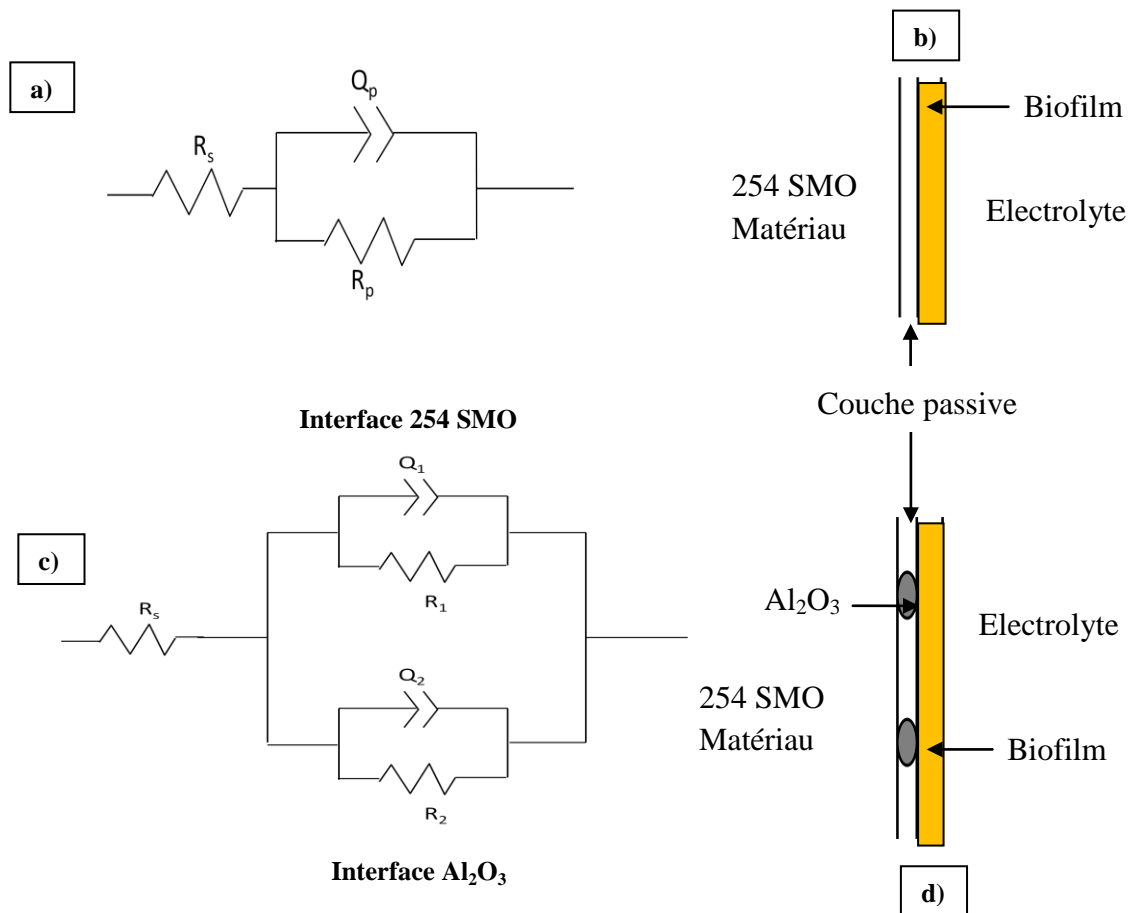 a)
Qₚ
Rₛ
Rₚ
b)
Biofilm
254 SMO
Matériau
Electrolyte
Couche passive
Interface 254 SMO
c)
Q₁
R₁
Rₛ
Q₂
R₂
Interface Al₂O₃
Al₂O₃
Electrolyte
254 SMO
Matériau
Biofilm
d)